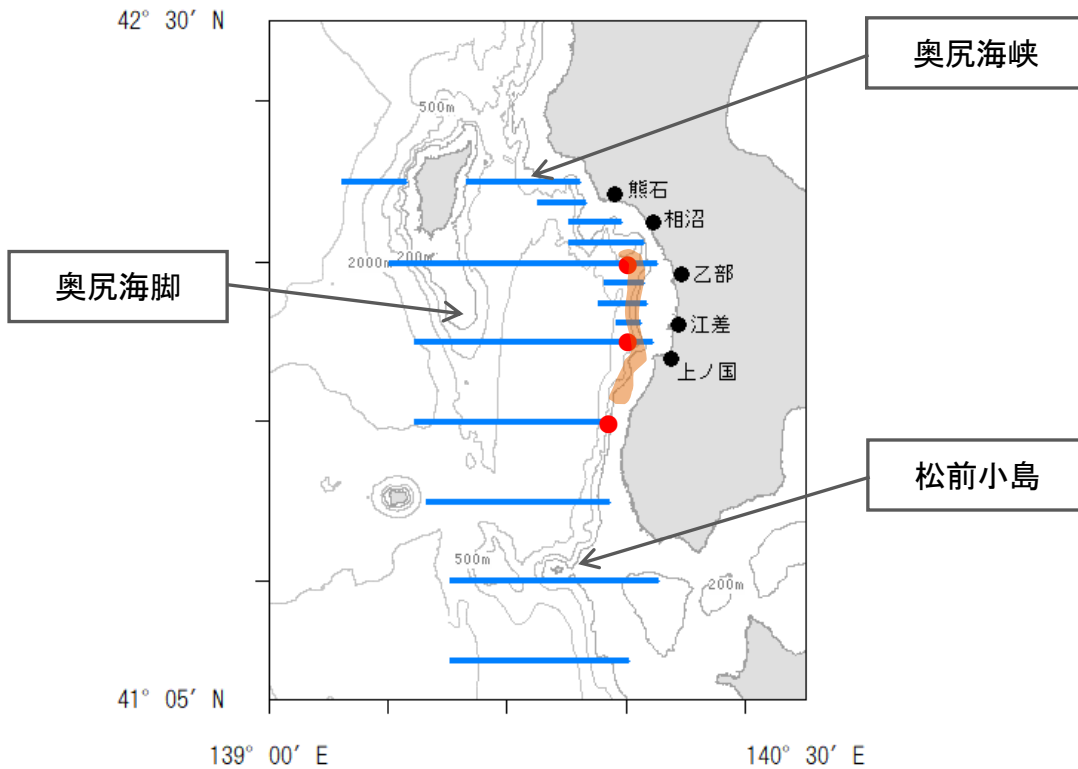 42° 30′ N
奥尻海峡
500m
熊石
相沼
2000m
200m
乙部
奥尻海脚
江差
上ノ国
松前小島
500m
200m
41° 05′ N
139° 00′ E
140° 30′ E